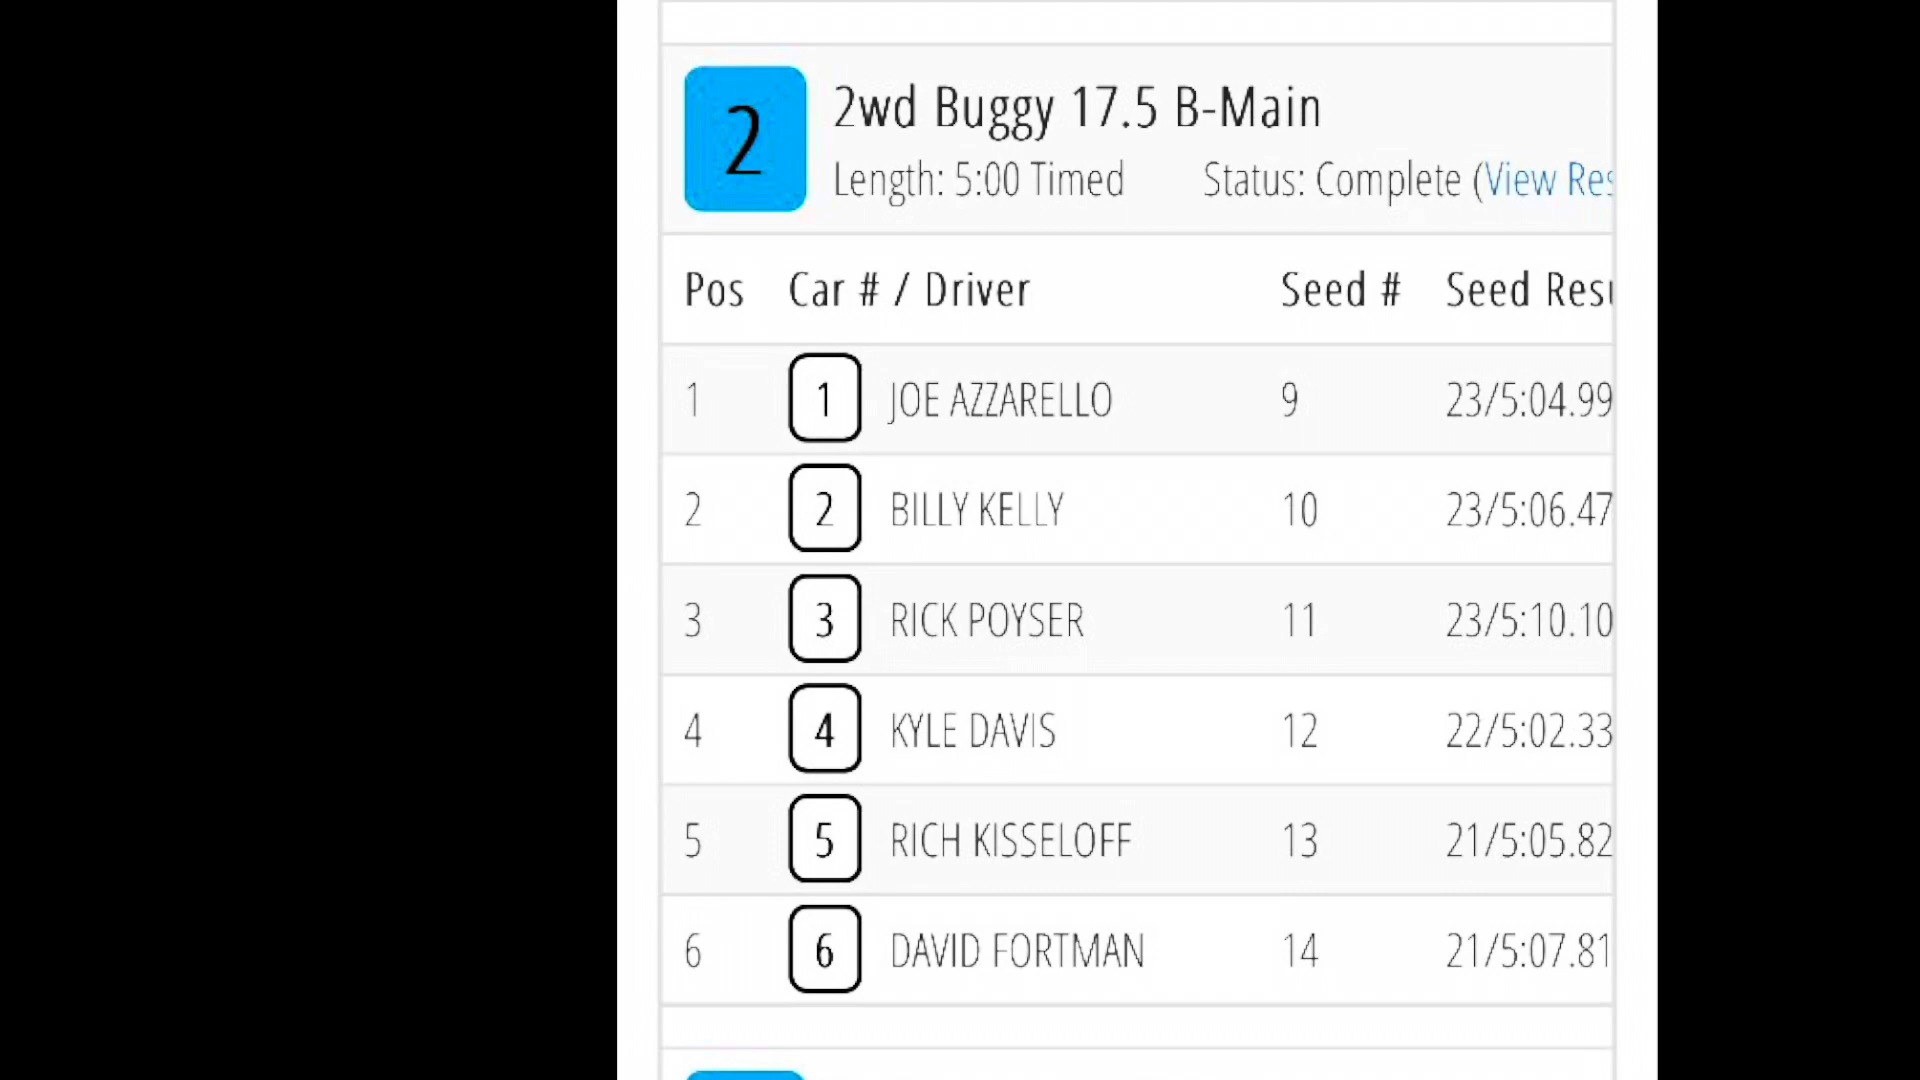 2
2wd Buggy 17.5 B-Main
Length: 5:00 Timed Status: Complete (View Res
Pos Car # / Driver Seed # Seed Resu
1 1 JOE AZZARELLO 9 23/5:04.99
2 2 BILLY KELLY 10 23/5:06.47
3 3 RICK POYSER 11 23/5:10.10
4 4 KYLE DAVIS 12 22/5:02.33
5 5 RICH KISSELOFF 13 21/5:05.82
6 6 DAVID FORTMAN 14 21/5:07.81